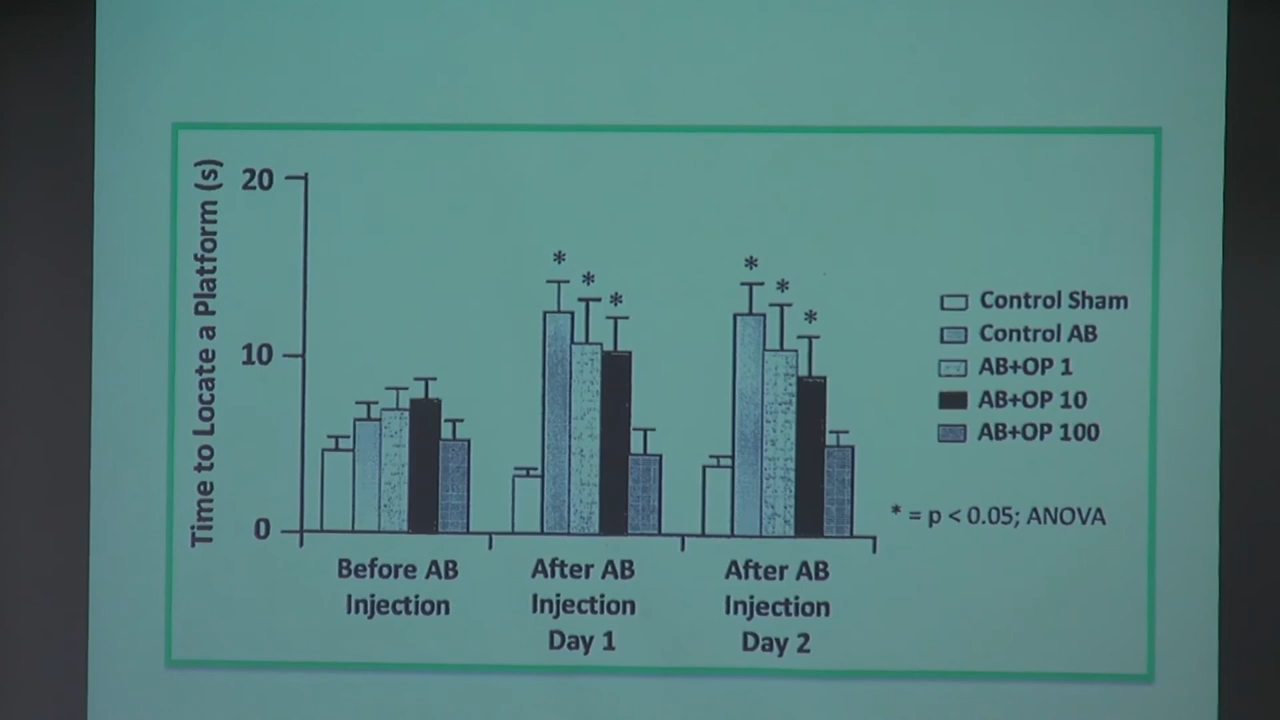 Time to Locate a Platform (s)
20
10
0
* * *
* * *
Before AB
Injection
After AB
Injection
Day 1
After AB
Injection
Day 2
Control Sham
Control AB
AB+OP 1
AB+OP 10
AB+OP 100
* = p < 0.05; ANOVA